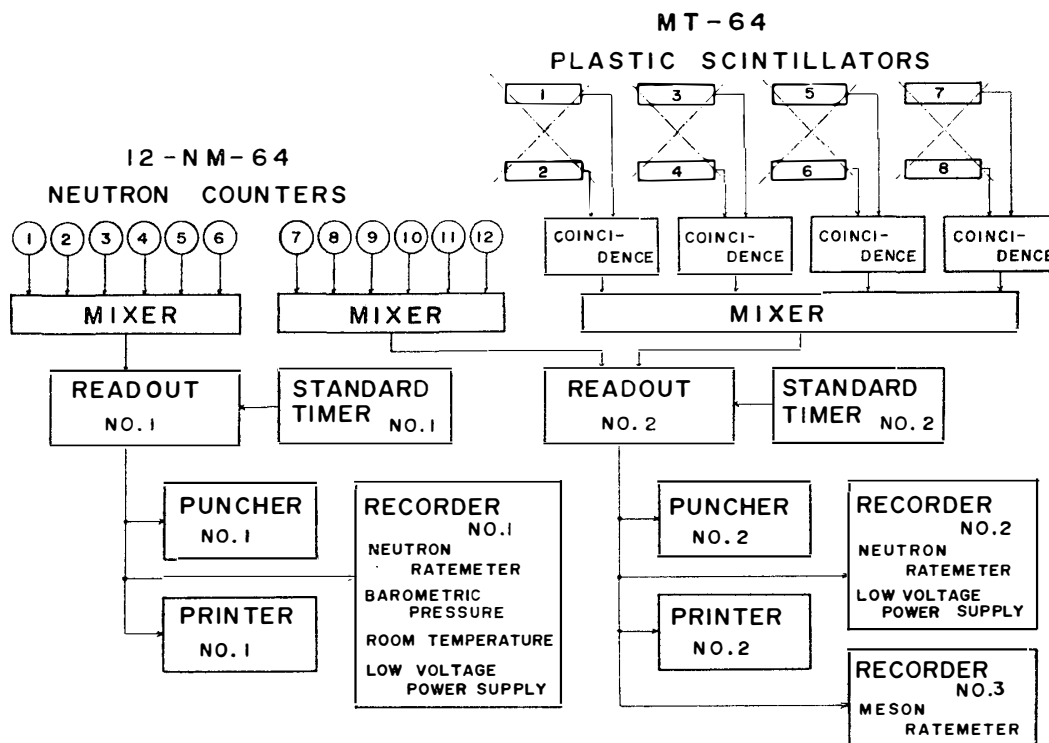 MT-64
PLASTIC SCINTILLATORS
1
3
5
7
2
4
6
8
12-NM-64
NEUTRON COUNTERS
1 2 3 4 5 6
7 8 9 10 11 12
COINCI-
DENCE
COINCI-
DENCE
COINCI-
DENCE
COINCI-
DENCE
MIXER
MIXER
MIXER
READOUT
NO.1
STANDARD
TIMER NO.1
READOUT
NO.2
STANDARD
TIMER NO.2
PUNCHER
NO.1
RECORDER
NO.1
NEUTRON
RATEMETER
BAROMETRIC
PRESSURE
ROOM TEMPERATURE
LOW VOLTAGE
POWER SUPPLY
PRINTER
NO.1
PUNCHER
NO.2
RECORDER
NO.2
NEUTRON
RATEMETER
LOW VOLTAGE
POWER SUPPLY
PRINTER
NO.2
RECORDER
NO.3
MESON
RATEMETER